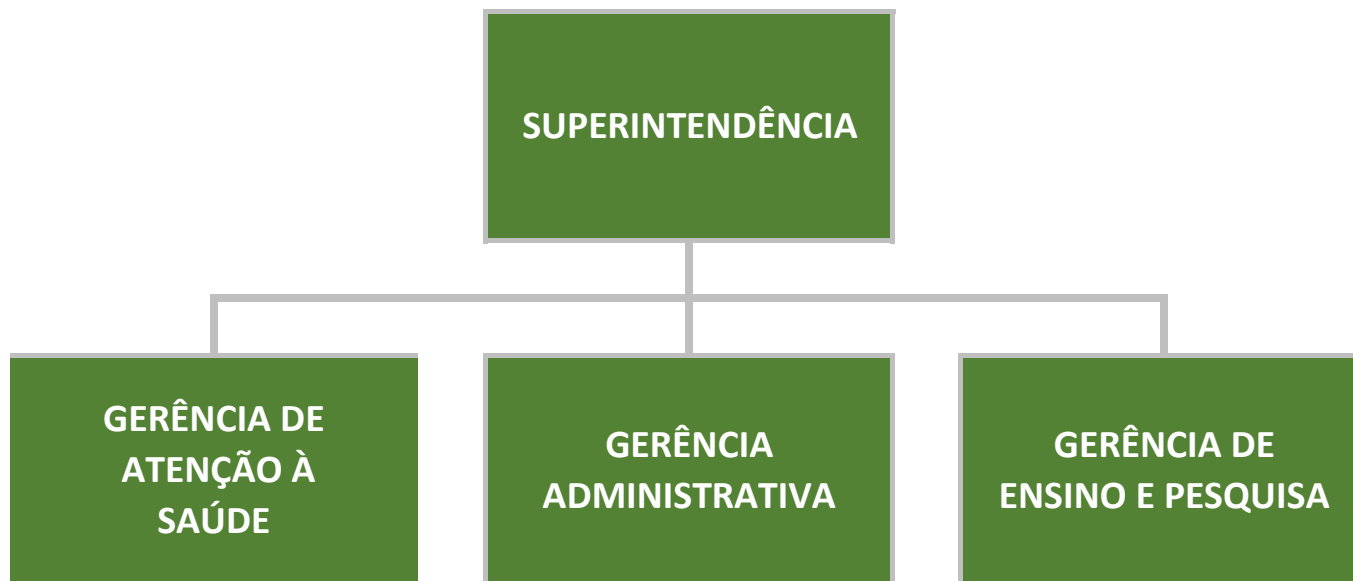 SUPERINTENDÊNCIA
GERÊNCIA DE
ATENÇÃO À
SAÚDE
GERÊNCIA
ADMINISTRATIVA
GERÊNCIA DE
ENSINO E PESQUISA